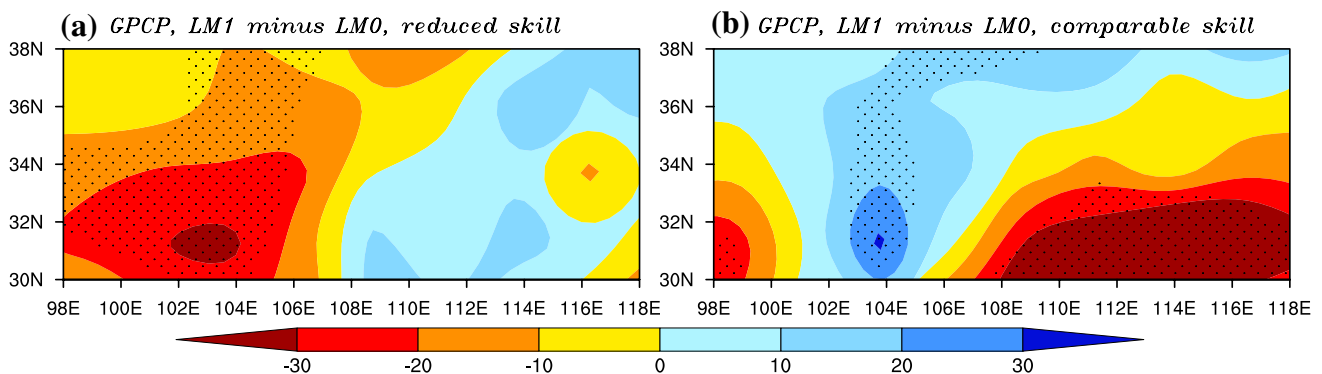 (a) GPCP, LM1 minus LM0, reduced skill
(b) GPCP, LM1 minus LM0, comparable skill
38N
36N
34N
32N
30N
98E 100E 102E 104E 106E 108E 110E 112E 114E 116E 118E
38N
36N
34N
32N
30N
98E 100E 102E 104E 106E 108E 110E 112E 114E 116E 118E
-30 -20 -10 0 10 20 30